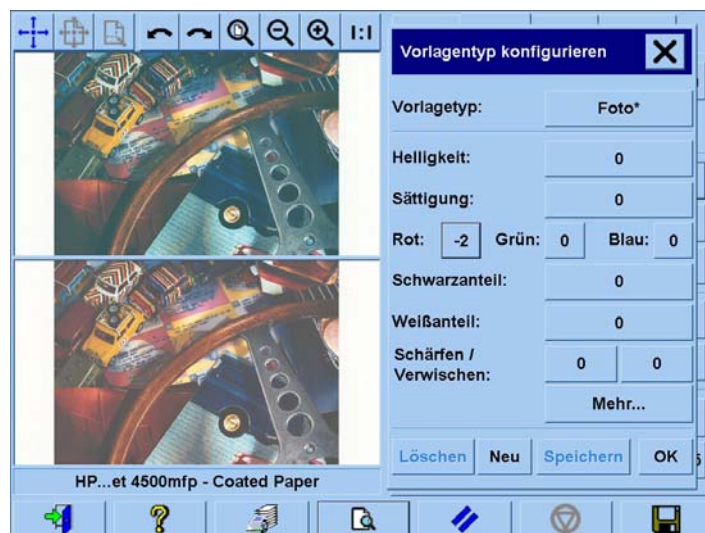 1:1
Vorlagentyp konfigurieren
Vorlagetyp: Foto*
Helligkeit: 0
Sättigung: 0
Rot: -2 Grün: 0 Blau: 0
Schwarzanteil: 0
Weißanteil: 0
Schärfen / Verwischen: 0 0
Mehr...
Löschen Neu Speichern OK
HP...et 4500mfp - Coated Paper